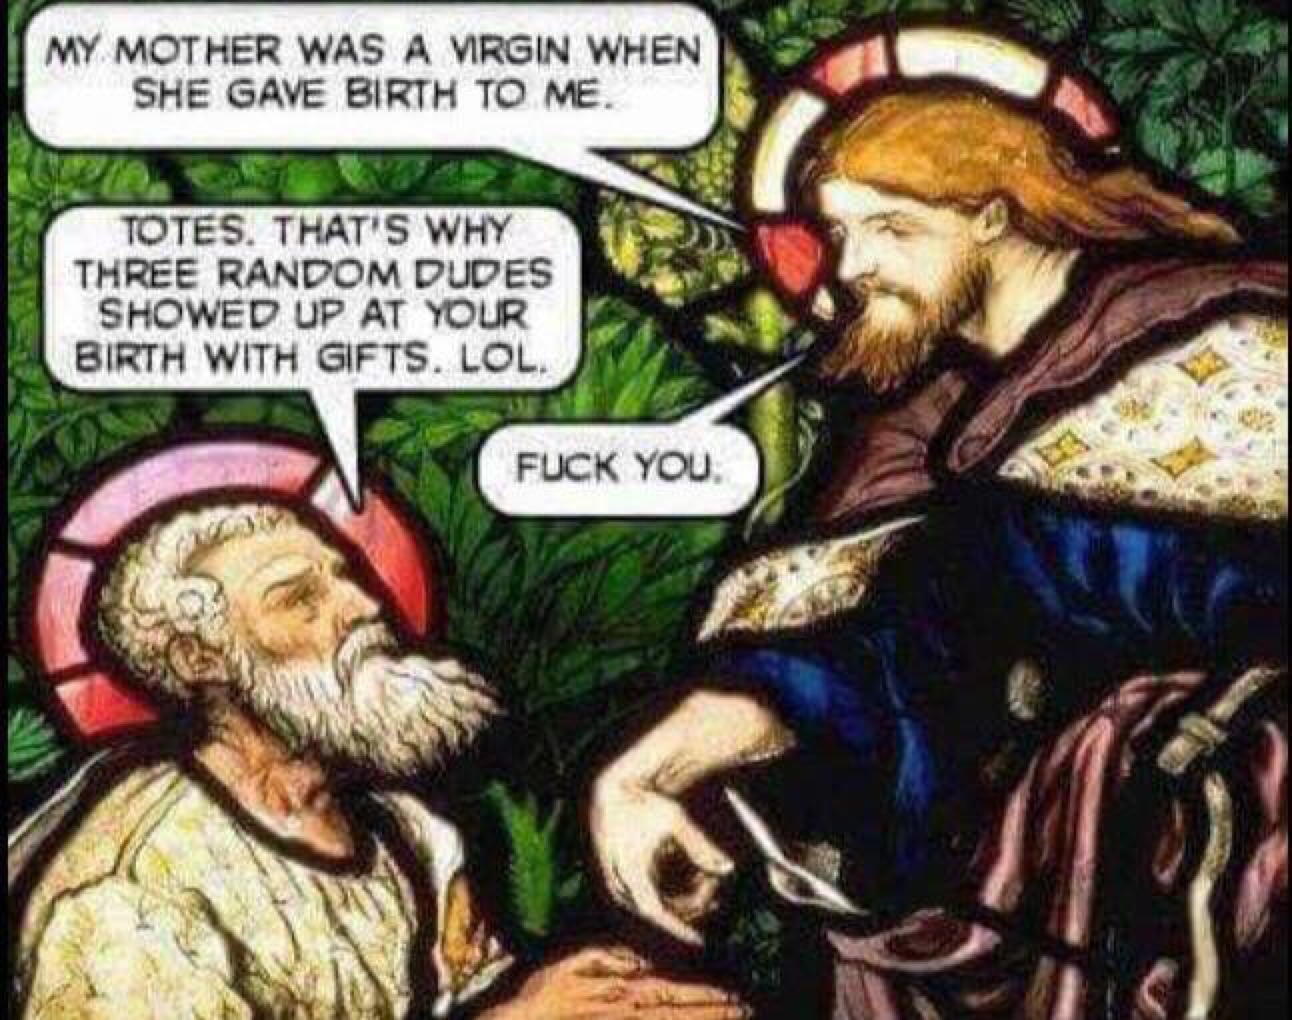 MY MOTHER WAS A VIRGIN WHEN
SHE GAVE BIRTH TO ME.
TOTES. THAT'S WHY
THREE RANDOM DUDES
SHOWED UP AT YOUR
BIRTH WITH GIFTS. LOL.
FUCK YOU.